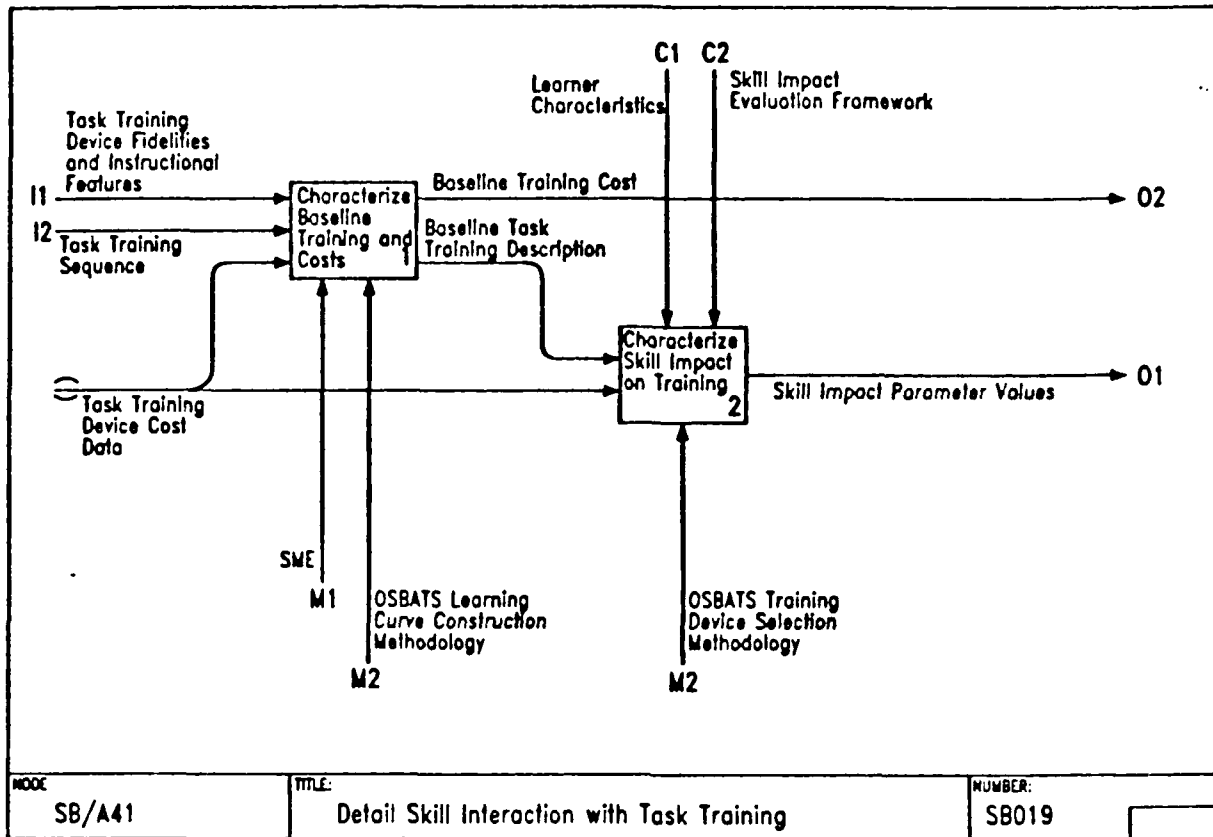 C1 C2
Learner
Characteristics
Skill Impact
Evaluation Framework
Task Training
Device Fidelities
and Instructional
Features
I1
I2
Task Training
Sequence
Characterize
Baseline
Training and
Costs 1
Baseline Training Cost
O2
Baseline Task
Training Description
Characterize
Skill Impact
on Training
2
Skill Impact Parameter Values
O1
Task Training
Device Cost
Data
SME
M1
OSBATS Learning
Curve Construction
Methodology
M2
OSBATS Training
Device Selection
Methodology
M2
NODE
SB/A41
TITLE:
Detail Skill Interaction with Task Training
NUMBER:
SB019